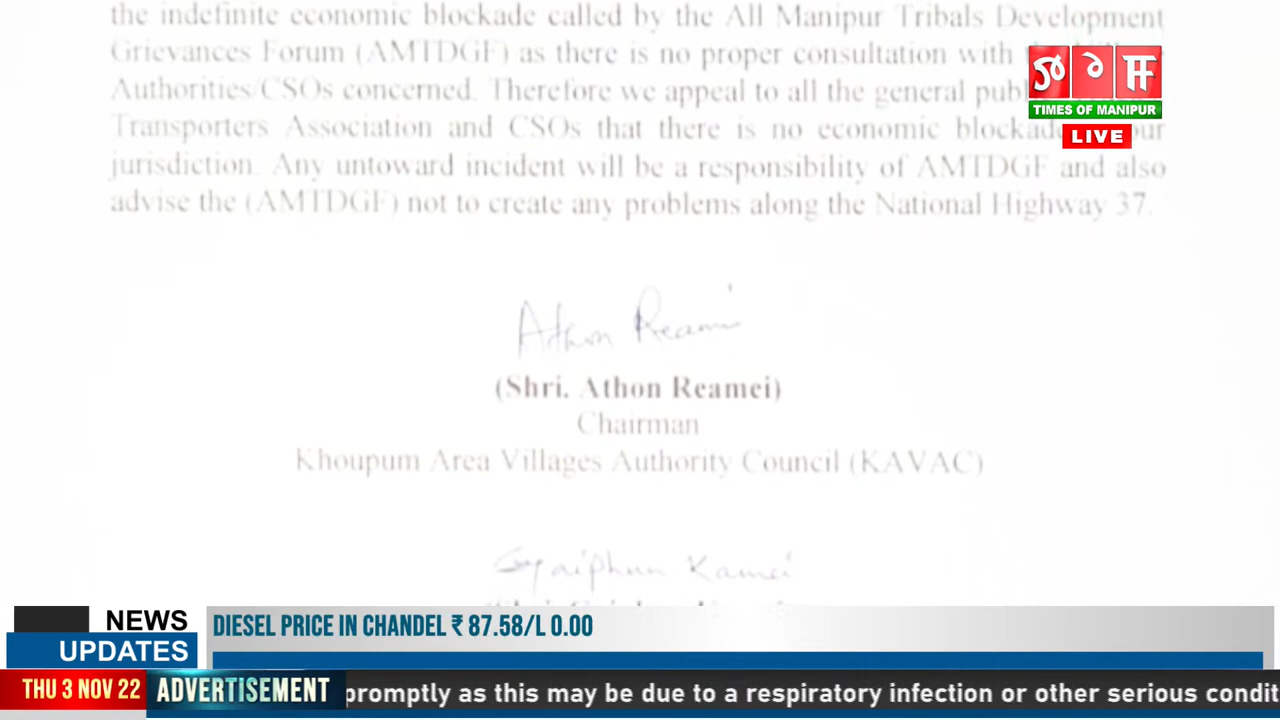 the indefinite economic blockade called by the All Manipur Tribals Development
Grievances Forum (AMTDGF) as there is no proper consultation with
Authorities/CSOs concerned. Therefore we appeal to all the general
Transporters Association and CSOs that there is no economic
jurisdiction. Any untoward incident will be a responsibility of AMTDGF and also
advise the (AMTDGF) not to create any problems along the National Highway 37.
TIMES OF MANIPUR
LIVE
Athon Reamei
(Shri. Athon Reamei)
Chairman
Khoupum Area Villages Authority Council (KAVAC)
Gaiphun Kamei
NEWS
UPDATES
DIESEL PRICE IN CHANDEL ₹ 87.58/L 0.00
THU 3 NOV 22
ADVERTISEMENT
promptly as this may be due to a respiratory infection or other serious condit